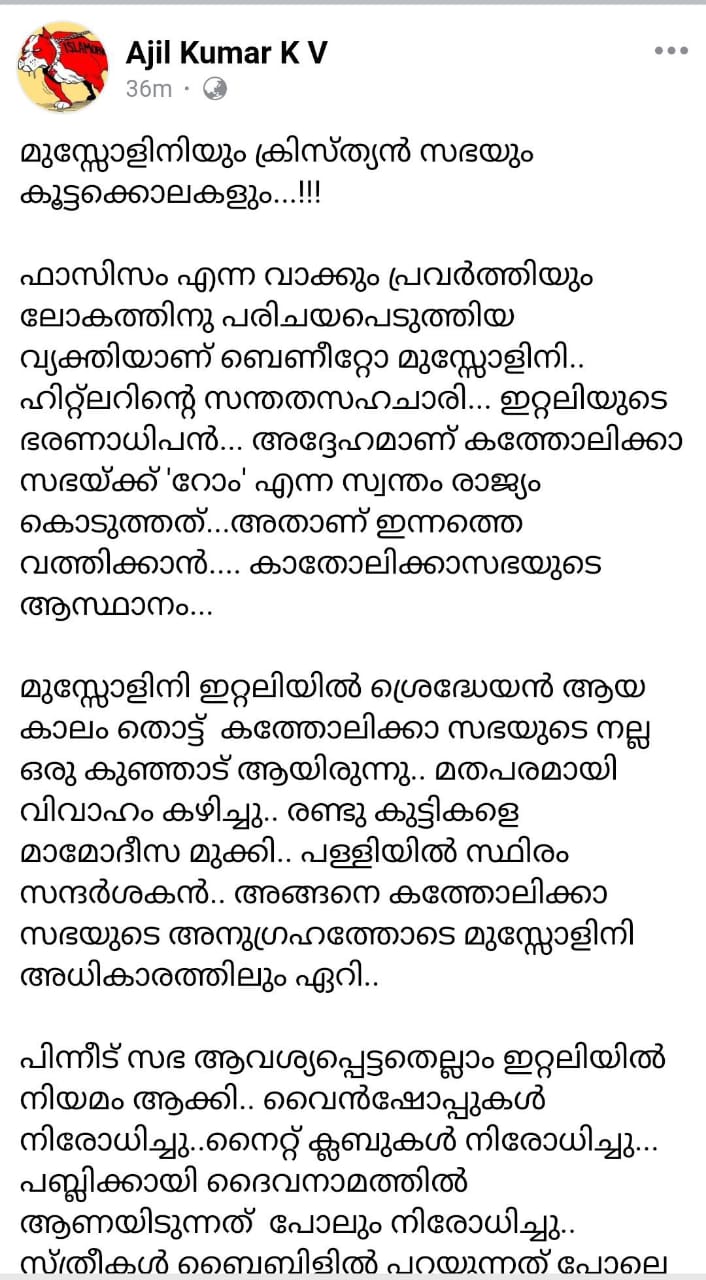 ISLAMOPH
Ajil Kumar K V
36m
മുസ്സോളിനിയും ക്രിസ്ത്യൻ സഭയും
കൂട്ടക്കൊലകളും...!!!
ഫാസിസം എന്ന വാക്കും പ്രവർത്തിയും
ലോകത്തിനു പരിചയപെടുത്തിയ
വ്യക്തിയാണ് ബെണീറ്റോ മുസ്സോളിനി..
ഹിറ്റ്ലറിന്റെ സന്തതസഹചാരി... ഇറ്റലിയുടെ
ഭരണാധിപൻ... അദ്ദേഹമാണ് കത്തോലിക്കാ
സഭയ്ക്ക് 'റോം' എന്ന സ്വന്തം രാജ്യം
കൊടുത്തത്...അതാണ് ഇന്നത്തെ
വത്തിക്കാൻ.... കാതോലിക്കാസഭയുടെ
ആസ്ഥാനം...
മുസ്സോളിനി ഇറ്റലിയിൽ ശ്രെദ്ധേയൻ ആയ
കാലം തൊട്ട്  കത്തോലിക്കാ സഭയുടെ നല്ല
ഒരു കുഞ്ഞാട് ആയിരുന്നു.. മതപരമായി
വിവാഹം കഴിച്ചു.. രണ്ടു കുട്ടികളെ
മാമോദീസ മുക്കി.. പള്ളിയിൽ സ്ഥിരം
സന്ദർശകൻ.. അങ്ങനെ കത്തോലിക്കാ
സഭയുടെ അനുഗ്രഹത്തോടെ മുസ്സോളിനി
അധികാരത്തിലും ഏറി..
പിന്നീട് സഭ ആവശ്യപ്പെട്ടതെല്ലാം ഇറ്റലിയിൽ
നിയമം ആക്കി.. വൈൻഷോപ്പുകൾ
നിരോധിച്ചു..നൈറ്റ് ക്ലബുകൾ നിരോധിച്ചു...
പബ്ലിക്കായി ദൈവനാമത്തിൽ
ആണയിടുന്നത്  പോലും നിരോധിച്ചു..
സ്ത്രീകൾ ബൈബിളിൽ പറയുന്നത് പോലെ